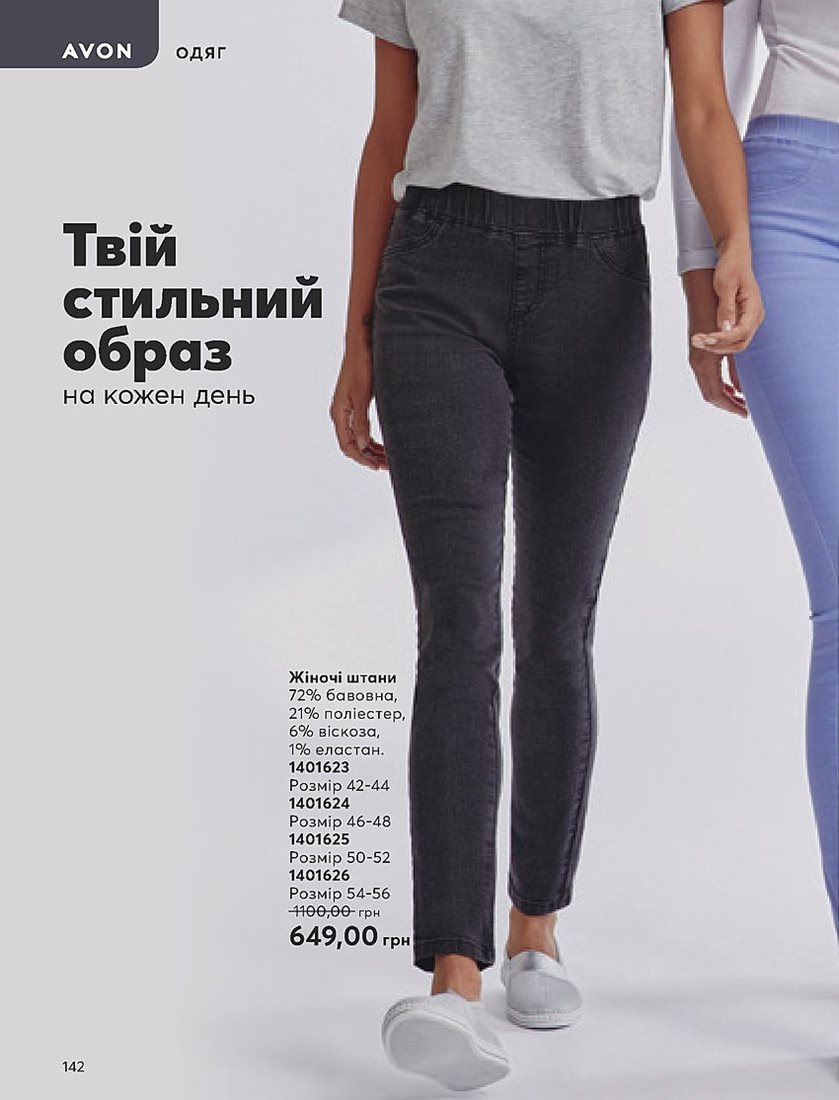 AVON одяг
Твій
стильний
образ
на кожен день
Жіночі штани
72% бавовна,
21% поліестер,
6% віскоза,
1% еластан.
1401623
Розмір 42-44
1401624
Розмір 46-48
1401625
Розмір 50-52
1401626
Розмір 54-56
1100,00 грн
649,00 грн
142